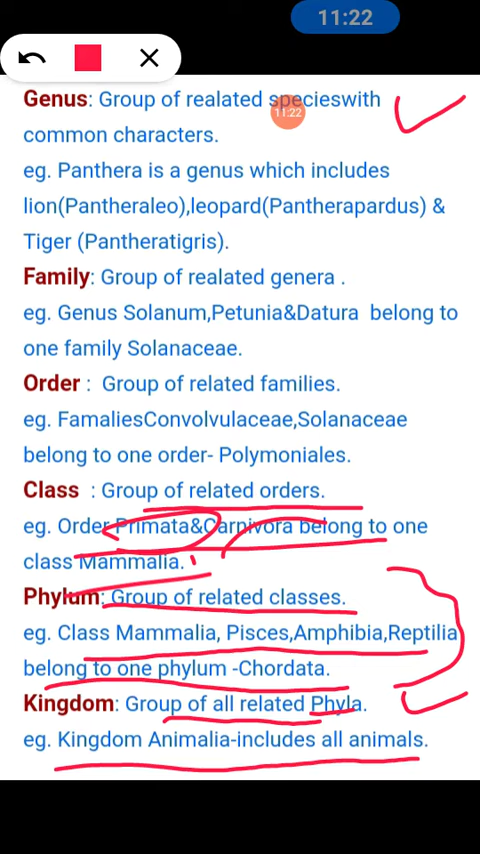 11:22
Genus: Group of realated specieswith
11:22
common characters.
eg. Panthera is a genus which includes
lion(Pantheraleo),leopard(Pantherapardus) &
Tiger (Pantheratigris).
Family: Group of realated genera .
eg. Genus Solanum,Petunia&Datura belong to
one family Solanaceae.
Order : Group of related families.
eg. FamaliesConvolvulaceae,Solanaceae
belong to one order- Polymoniales.
Class : Group of related orders.
eg. Order Primata&Carnivora belong to one
class Mammalia.
Phylum: Group of related classes.
eg. Class Mammalia, Pisces,Amphibia,Reptilia
belong to one phylum -Chordata.
Kingdom: Group of all related Phyla.
eg. Kingdom Animalia-includes all animals.